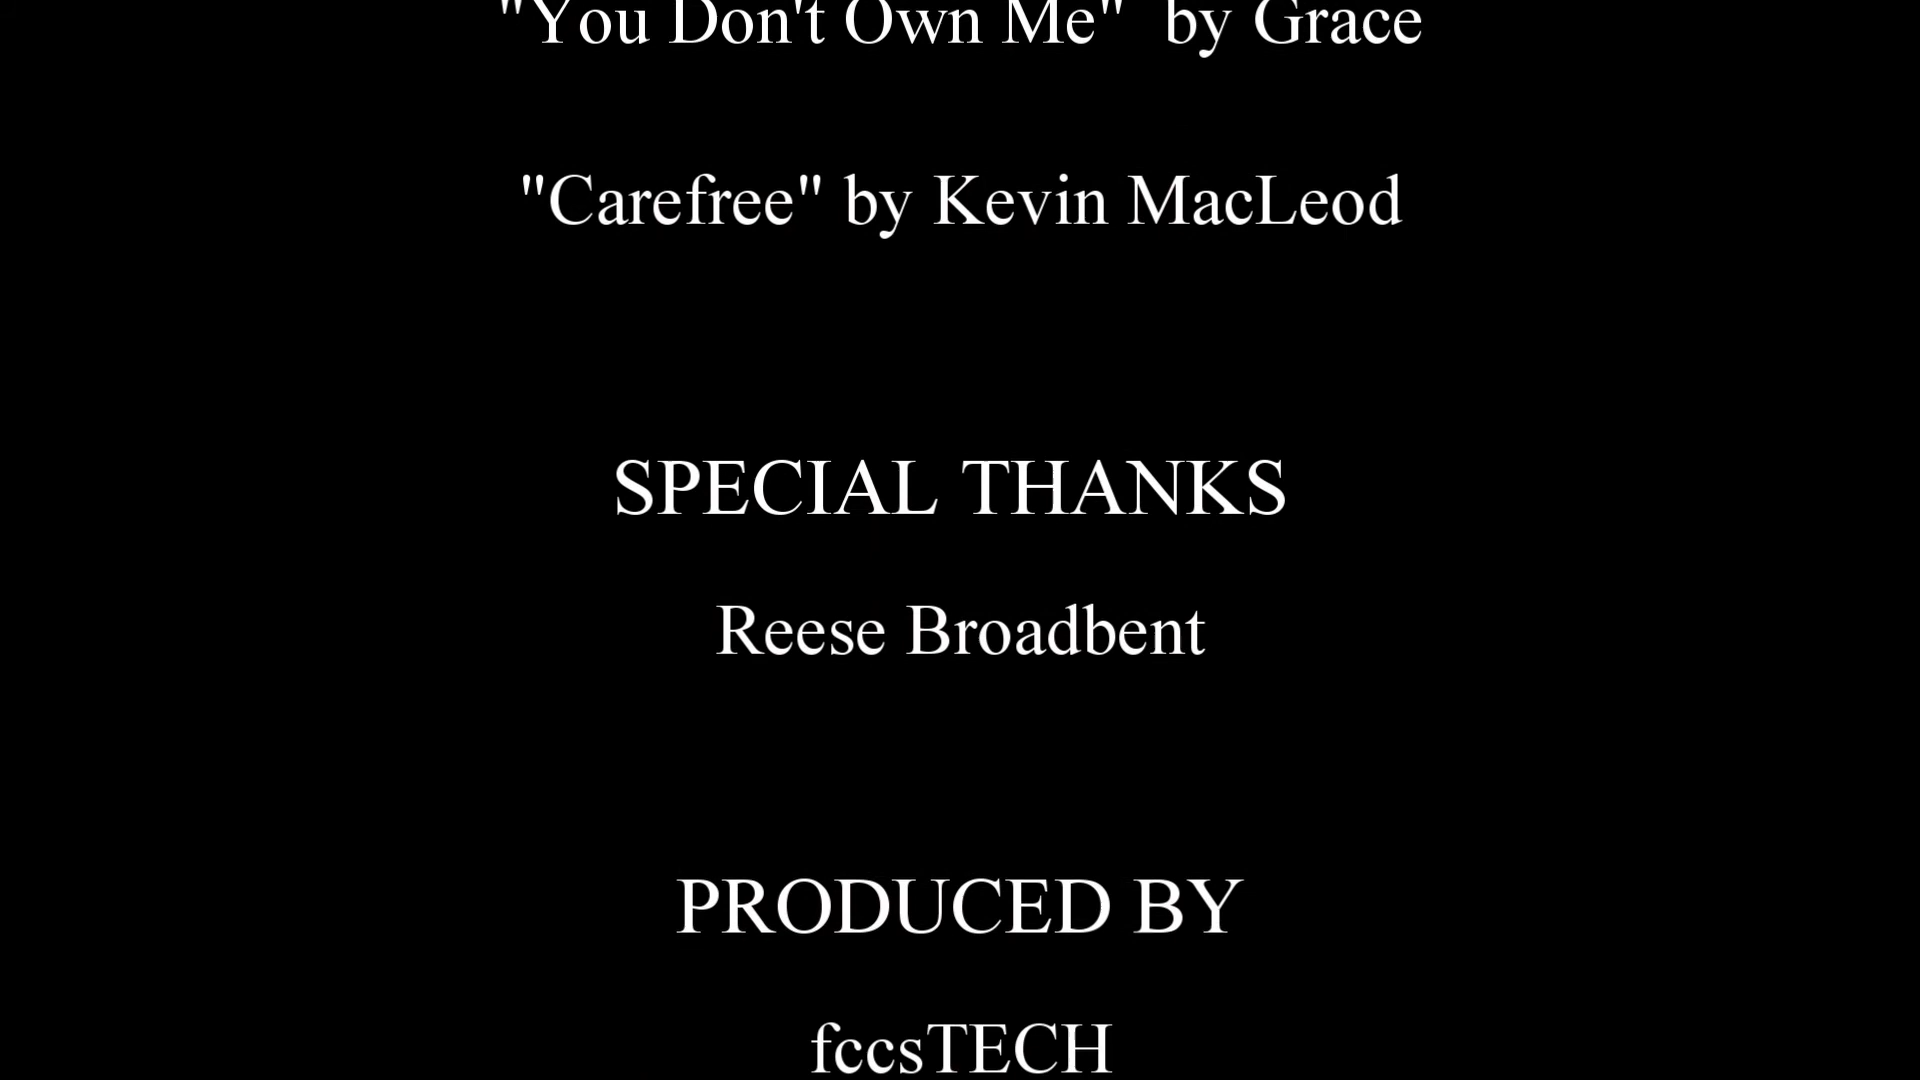 "You Don't Own Me"  by Grace
"Carefree" by Kevin MacLeod
SPECIAL THANKS
Reese Broadbent
PRODUCED BY
fccsTECH